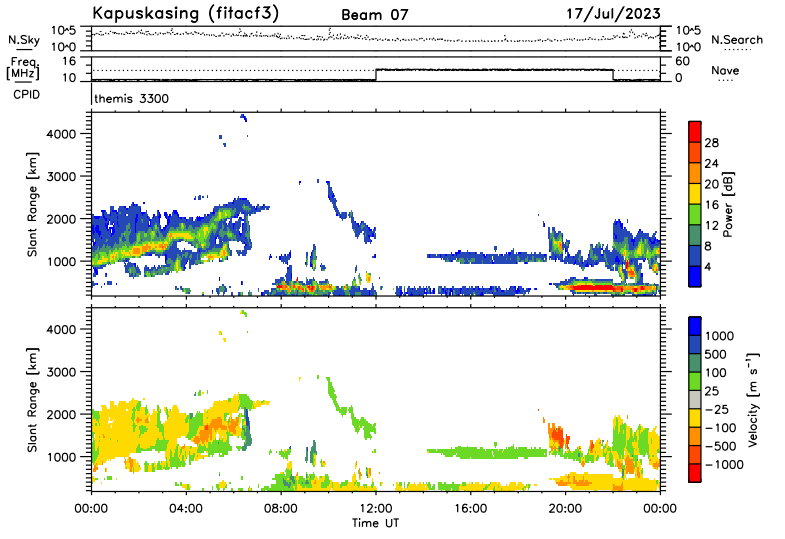 Kapuskasing (fitacf3) Beam 07 17/Jul/2023
N.Sky 10^5 10^0 10^5 10^0 N.Search
Freq. [MHz] 16 10 60 0 Nave
CPID themis 3300
Slant Range [km] 4000 3000 2000 1000
28 24 20 16 12 8 4 Power [dB]
Slant Range [km] 4000 3000 2000 1000
1000 500 100 25 −25 −100 −500 −1000 Velocity [m s⁻¹]
00:00 04:00 08:00 12:00 16:00 20:00 00:00
Time UT